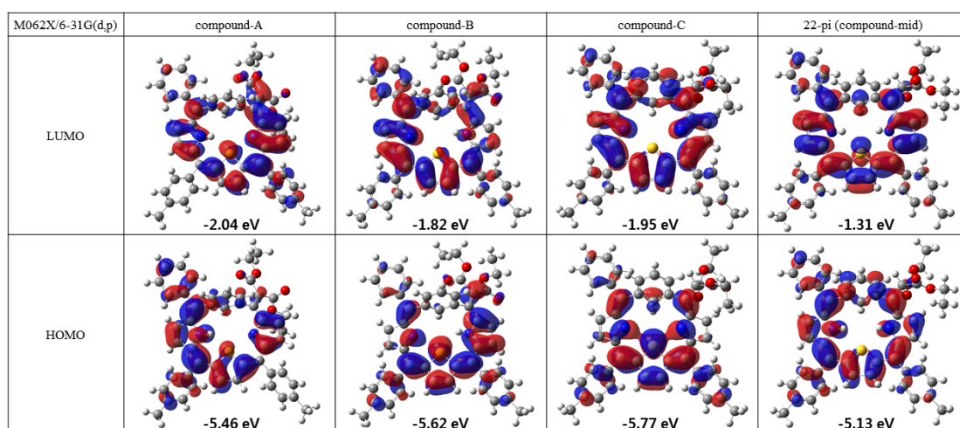 M062X/6-31G(d,p) compound-A compound-B compound-C 22-pi (compound-mid)
LUMO
-2.04 eV -1.82 eV -1.95 eV -1.31 eV
HOMO
-5.46 eV -5.62 eV -5.77 eV -5.13 eV